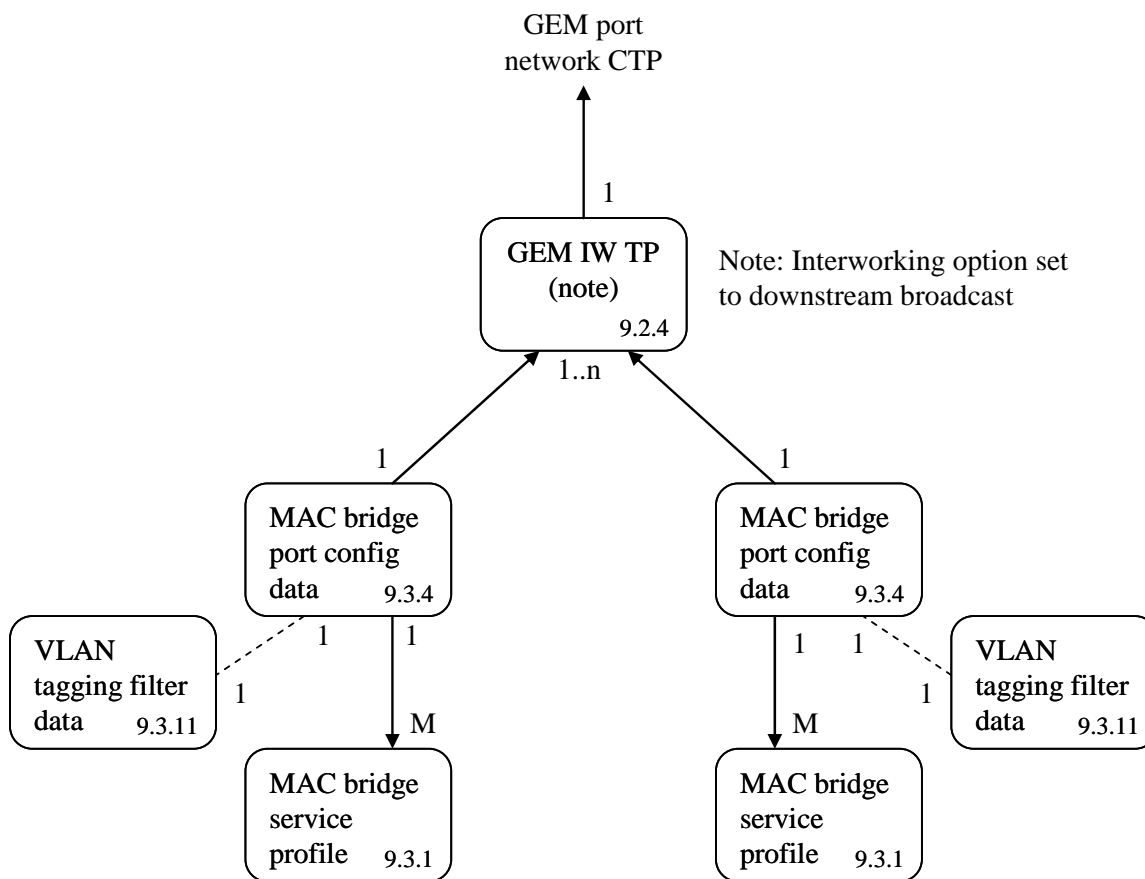 GEM port
network CTP
1
GEM IW TP
(note)
9.2.4
Note: Interworking option set
to downstream broadcast
1..n
1
1
MAC bridge
port config
data
9.3.4
MAC bridge
port config
data
9.3.4
1
1
1
1
VLAN
tagging filter
data
9.3.11
1
VLAN
tagging filter
data
9.3.11
1
M
M
MAC bridge
service
profile
9.3.1
MAC bridge
service
profile
9.3.1